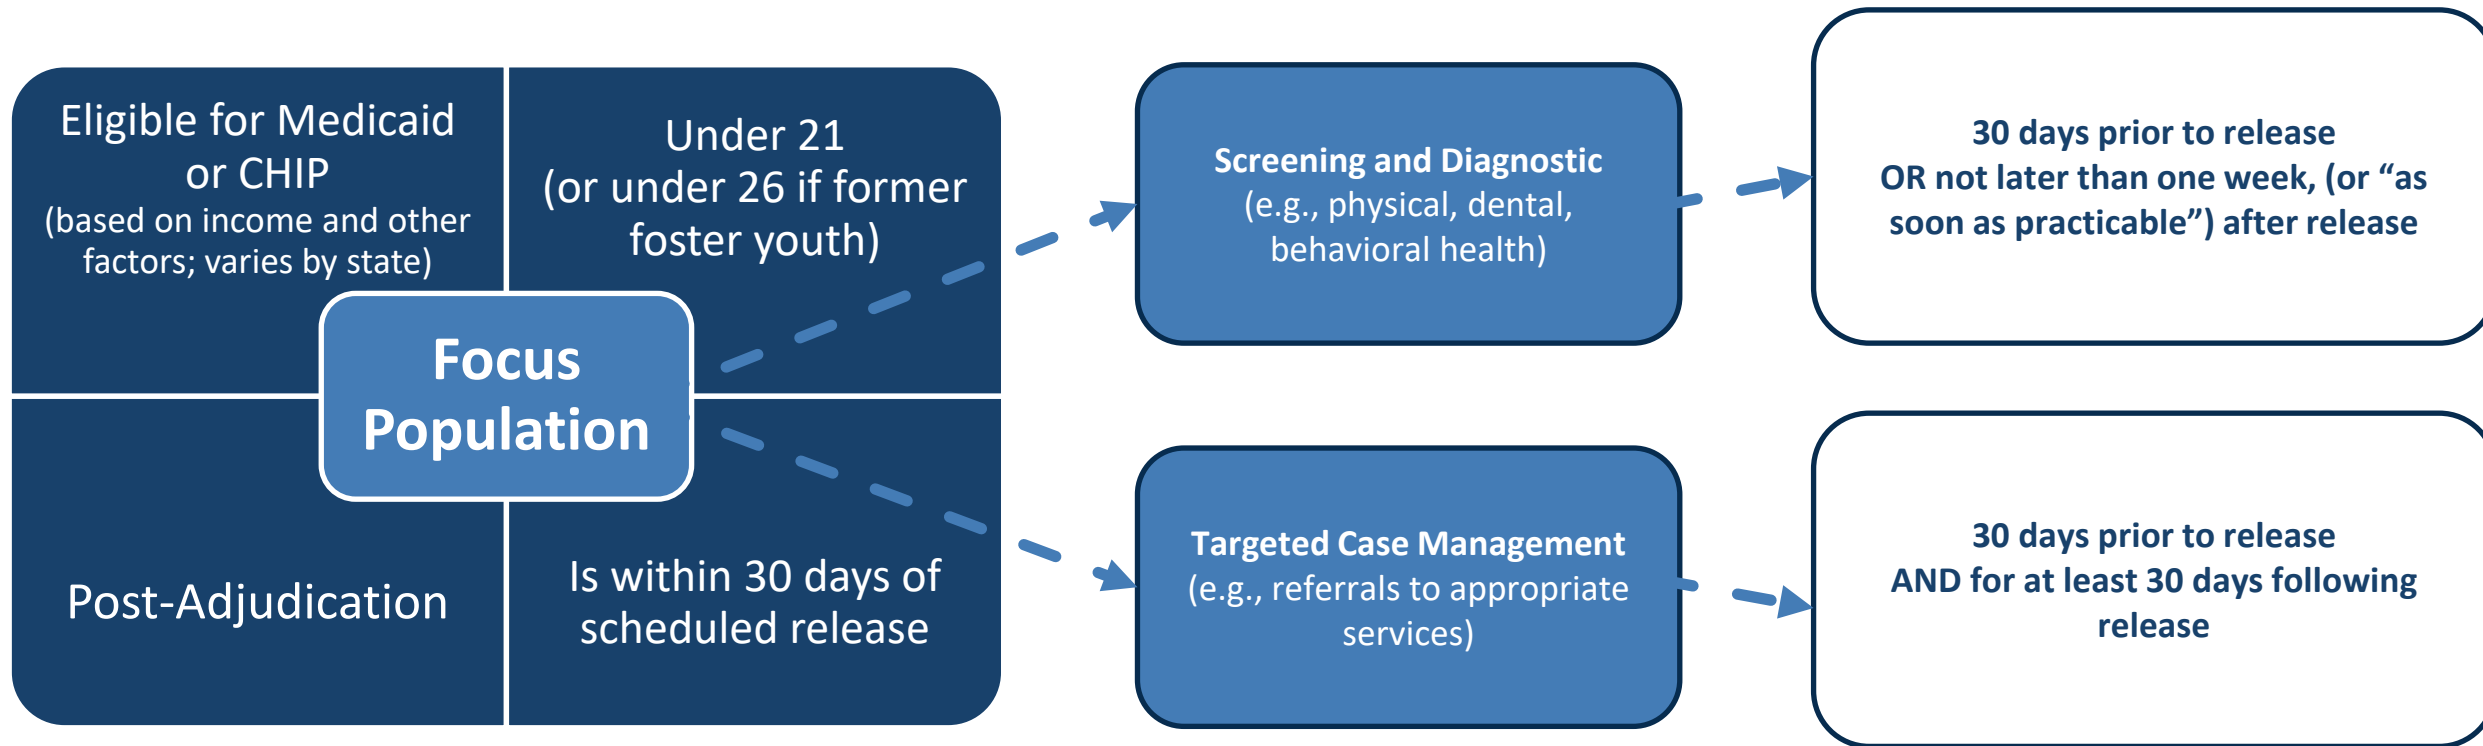 Eligible for Medicaid
or CHIP
(based on income and other
factors; varies by state)
Under 21
(or under 26 if former
foster youth)
Focus
Population
Post-Adjudication
Is within 30 days of
scheduled release
Screening and Diagnostic
(e.g., physical, dental,
behavioral health)
30 days prior to release
OR not later than one week, (or “as
soon as practicable”) after release
Targeted Case Management
(e.g., referrals to appropriate
services)
30 days prior to release
AND for at least 30 days following
release